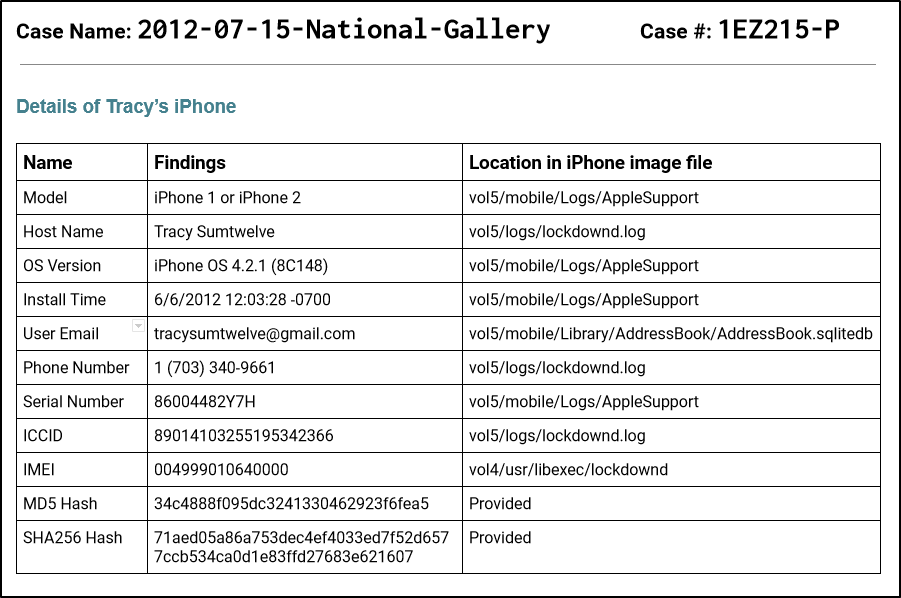 Case Name: 2012-07-15-National-Gallery Case #: 1EZ215-P
Details of Tracy’s iPhone
Name Findings Location in iPhone image file
Model iPhone 1 or iPhone 2 vol5/mobile/Logs/AppleSupport
Host Name Tracy Sumtwelve vol5/logs/lockdownd.log
OS Version iPhone OS 4.2.1 (8C148) vol5/mobile/Logs/AppleSupport
Install Time 6/6/2012 12:03:28 -0700 vol5/mobile/Logs/AppleSupport
User Email tracysumtwelve@gmail.com vol5/mobile/Library/AddressBook/AddressBook.sqlitedb
Phone Number 1 (703) 340-9661 vol5/logs/lockdownd.log
Serial Number 86004482Y7H vol5/mobile/Logs/AppleSupport
ICCID 89014103255195342366 vol5/logs/lockdownd.log
IMEI 004999010640000 vol4/usr/libexec/lockdownd
MD5 Hash 34c4888f095dc3241330462923f6fea5 Provided
SHA256 Hash 71aed05a86a753dec4ef4033ed7f52d657 Provided
7ccb534ca0d1e83ffd27683e621607